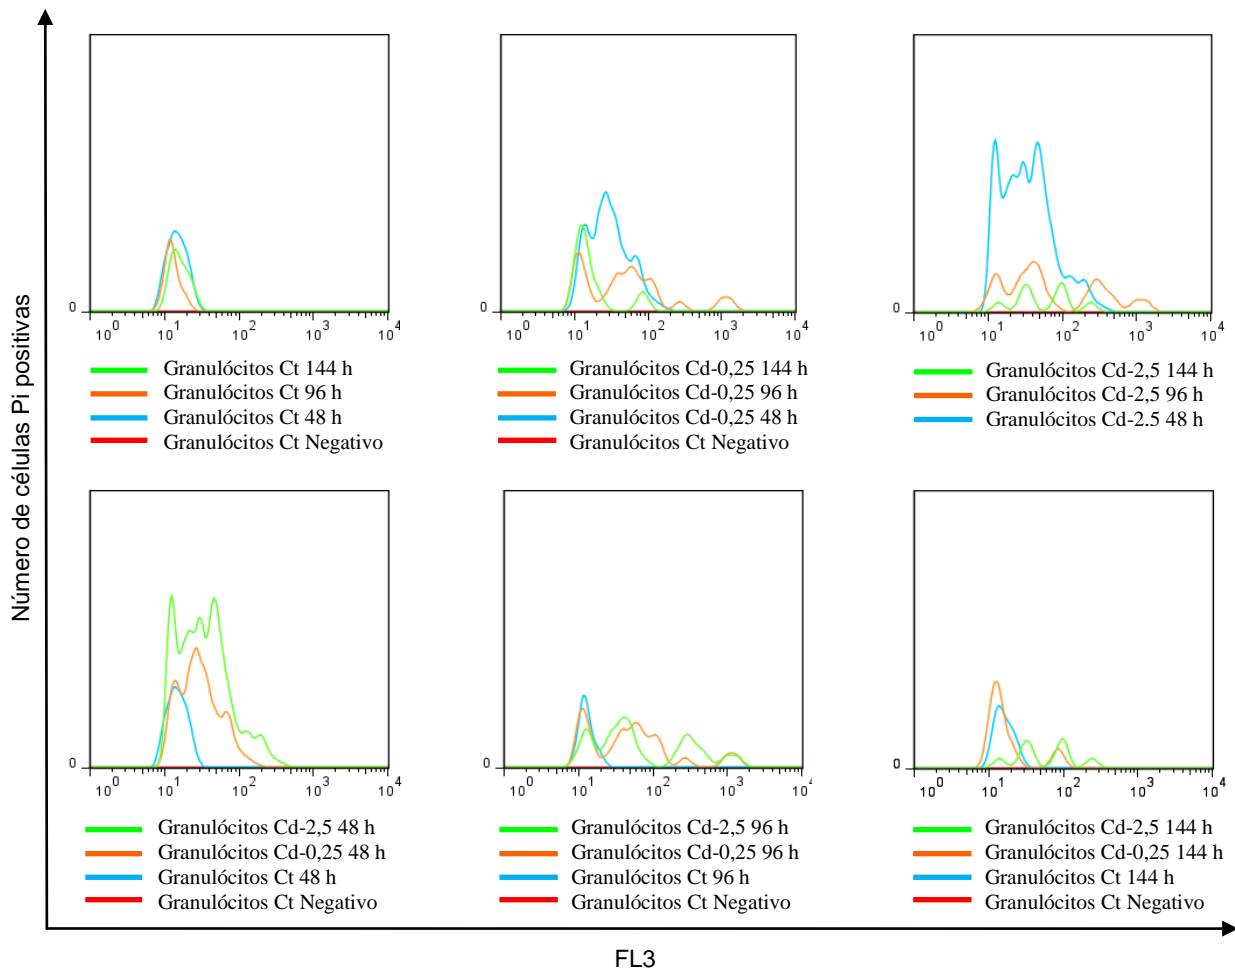 Número de células Pi positivas
0
10^0 10^1 10^2 10^3 10^4
Granulócitos Ct 144 h
Granulócitos Ct 96 h
Granulócitos Ct 48 h
Granulócitos Ct Negativo
0
10^0 10^1 10^2 10^3 10^4
Granulócitos Cd-0,25 144 h
Granulócitos Cd-0,25 96 h
Granulócitos Cd-0,25 48 h
Granulócitos Ct Negativo
0
10^0 10^1 10^2 10^3 10^4
Granulócitos Cd-2,5 144 h
Granulócitos Cd-2,5 96 h
Granulócitos Cd-2.5 48 h
0
10^0 10^1 10^2 10^3 10^4
Granulócitos Cd-2,5 48 h
Granulócitos Cd-0,25 48 h
Granulócitos Ct 48 h
Granulócitos Ct Negativo
10^0 10^1 10^2 10^3 10
0
Granulócitos Cd-2,5 96 h
Granulócitos Cd-0,25 96 h
Granulócitos Ct 96 h
Granulócitos Ct Negativo
0
10^0 10^1 10^2 10^3 10^4
Granulócitos Cd-2,5 144 h
Granulócitos Cd-0,25 144 h
Granulócitos Ct 144 h
Granulócitos Ct Negativo
FL3